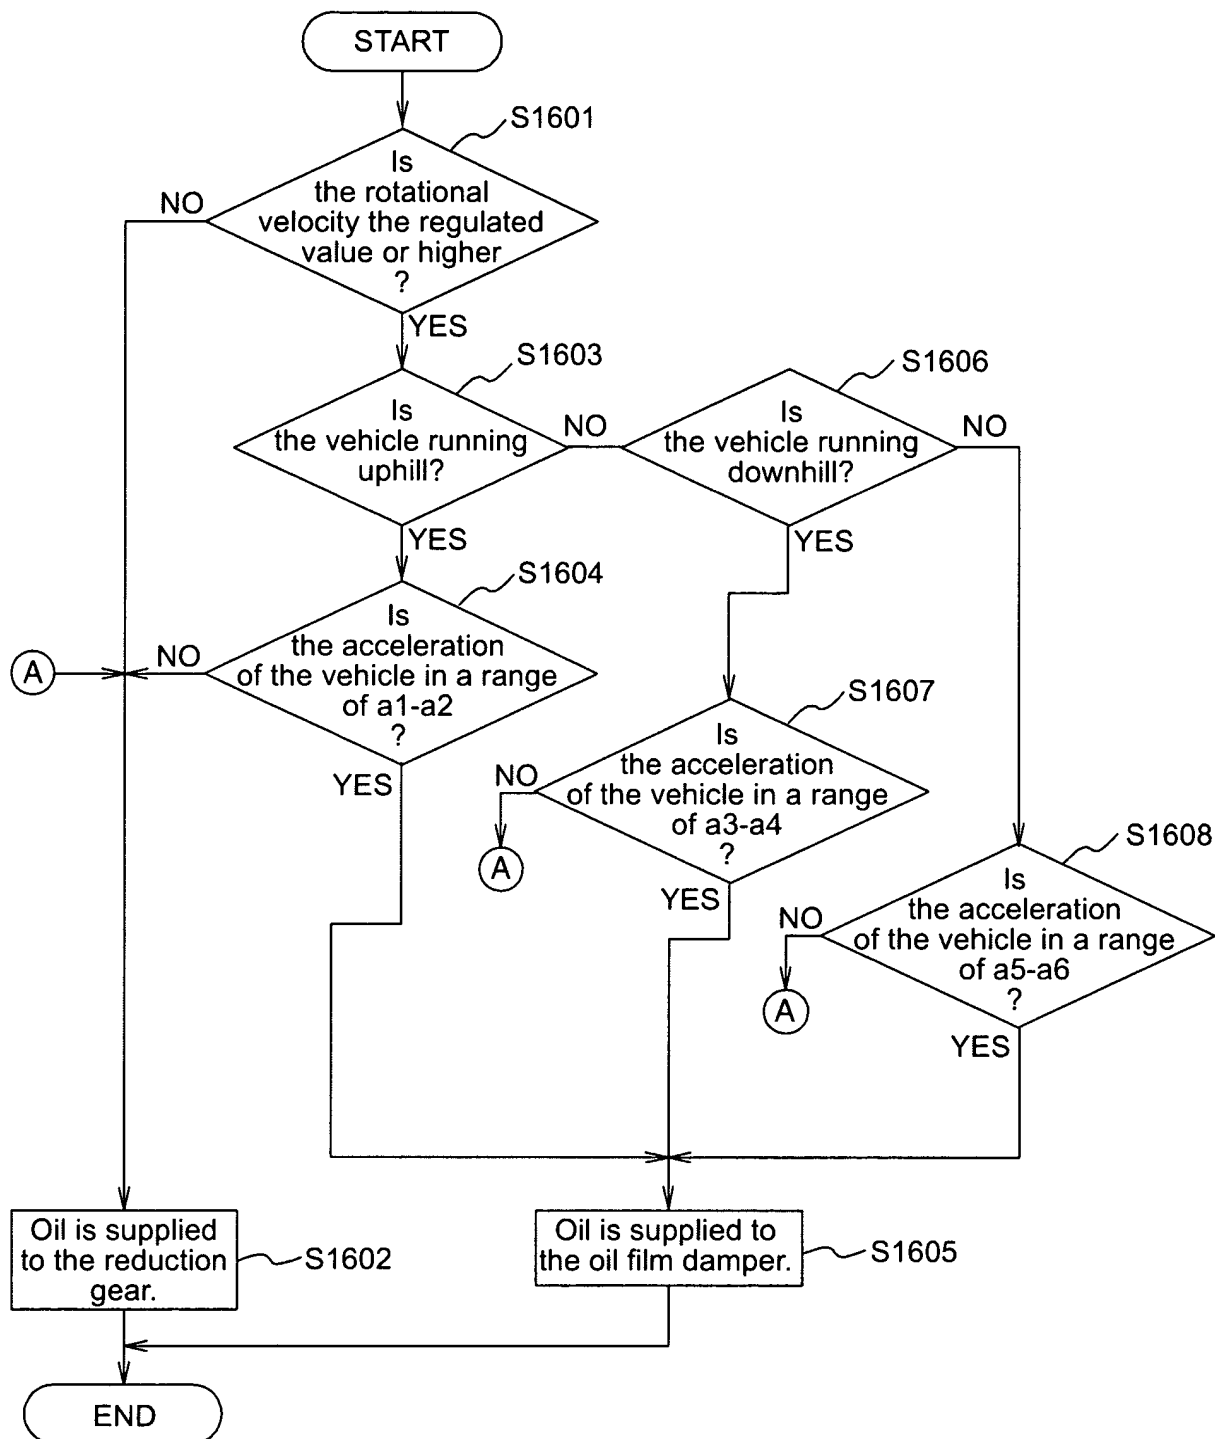 START
S1601
Is
the rotational
velocity the regulated
value or higher
?
NO
YES
S1603
Is
the vehicle running
uphill?
NO
YES
S1606
Is
the vehicle running
downhill?
NO
YES
S1604
Is
the acceleration
of the vehicle in a range
of a1-a2
?
NO
A
YES
S1607
Is
the acceleration
of the vehicle in a range
of a3-a4
?
NO
A
YES
S1608
Is
the acceleration
of the vehicle in a range
of a5-a6
?
NO
A
YES
Oil is supplied
to the reduction
gear.
S1602
Oil is supplied to
the oil film damper.
S1605
END